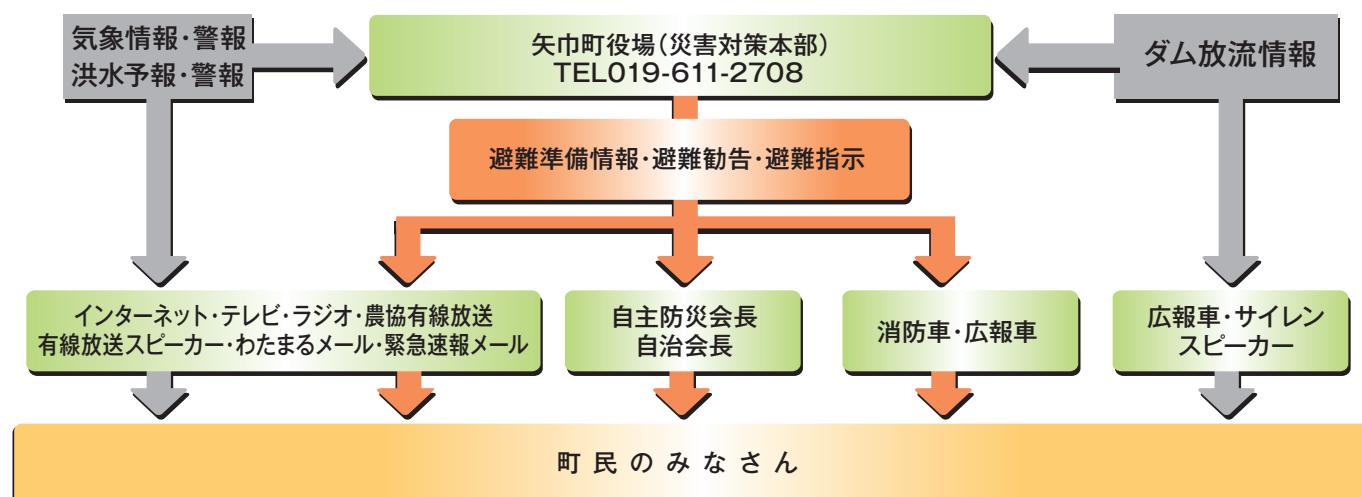 気象情報・警報
洪水予報・警報
矢巾町役場(災害対策本部)
TEL019-611-2708
ダム放流情報
避難準備情報・避難勧告・避難指示
インターネット・テレビ・ラジオ・農協有線放送
有線放送スピーカー・わたまるメール・緊急速報メール
自主防災会長
自治会長
消防車・広報車
広報車・サイレン
スピーカー
町民のみなさん